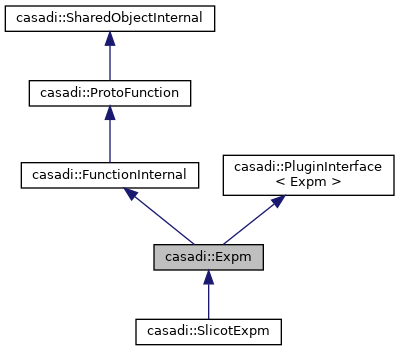 casadi::SharedObjectInternal
casadi::ProtoFunction
casadi::FunctionInternal
casadi::PluginInterface
< Expm >
casadi::Expm
casadi::SlicotExpm